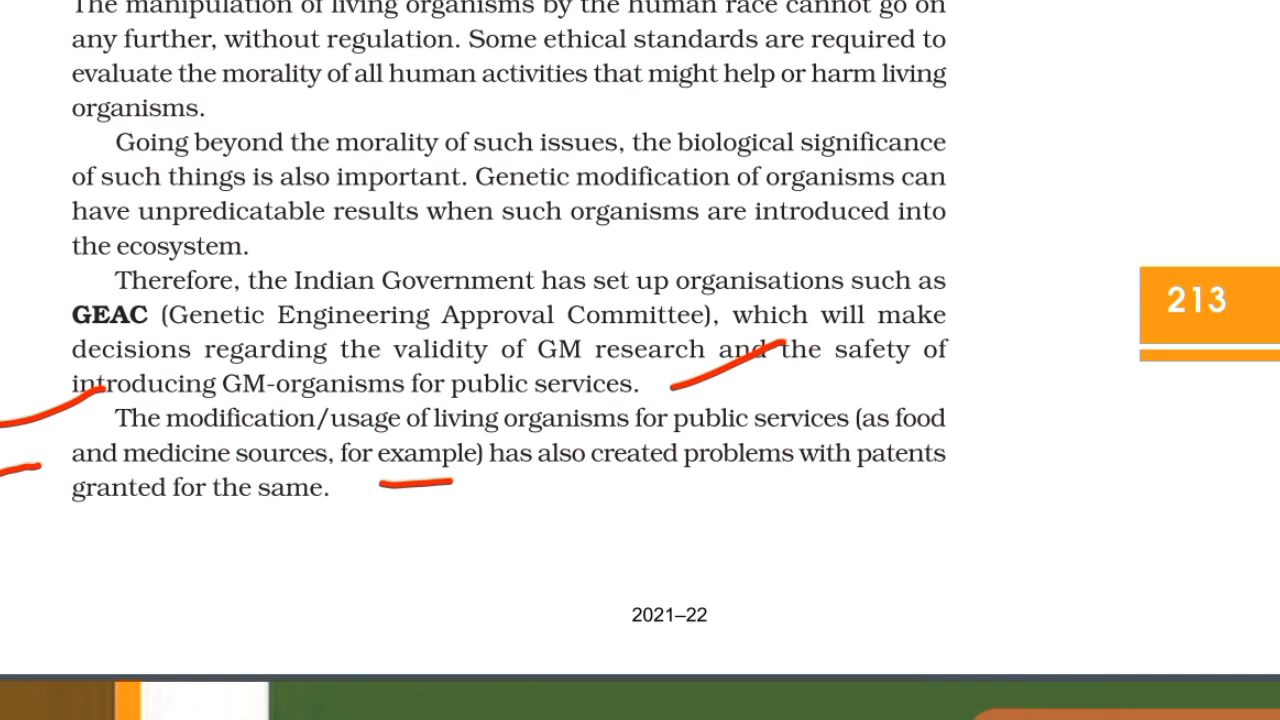 The manipulation of living organisms by the human race cannot go on
any further, without regulation. Some ethical standards are required to
evaluate the morality of all human activities that might help or harm living
organisms.
Going beyond the morality of such issues, the biological significance
of such things is also important. Genetic modification of organisms can
have unpredicatable results when such organisms are introduced into
the ecosystem.
Therefore, the Indian Government has set up organisations such as
GEAC (Genetic Engineering Approval Committee), which will make
decisions regarding the validity of GM research and the safety of
introducing GM-organisms for public services.
The modification/usage of living organisms for public services (as food
and medicine sources, for example) has also created problems with patents
granted for the same.
213
2021–22